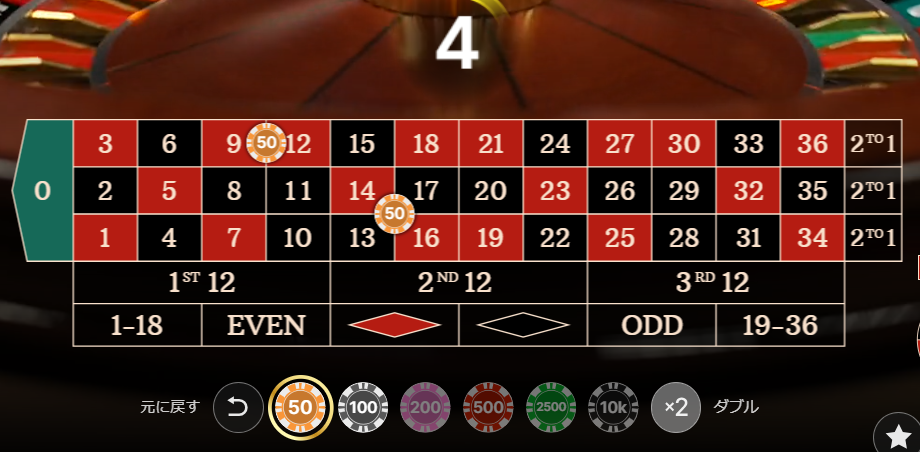 4
3 6 9 50 12 15 18 21 24 27 30 33 36 2TO1
0 2 5 8 11 14 17 20 23 26 29 32 35 2TO1
50
1 4 7 10 13 16 19 22 25 28 31 34 2TO1
1ST 12 2ND 12 3RD 12
1-18 EVEN ODD 19-36
元に戻す 50 100 200 500 2500 10k ×2 ダブル